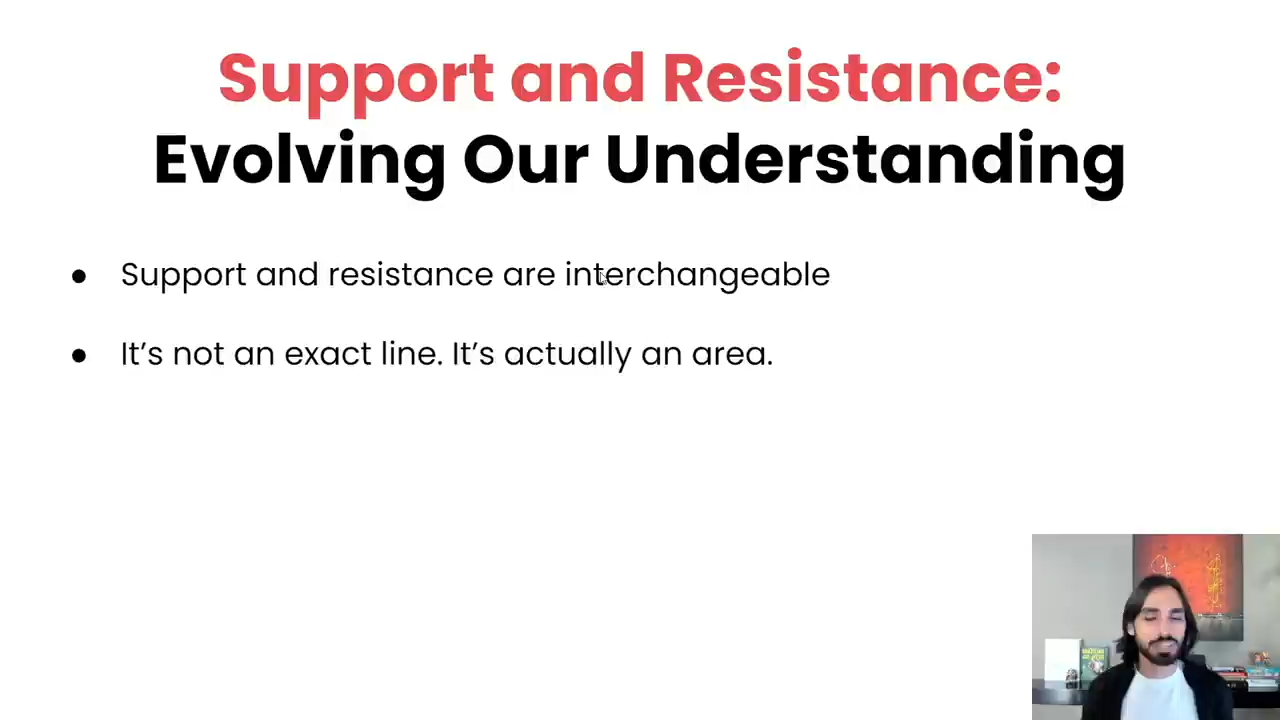 Support and Resistance:
Evolving Our Understanding
● Support and resistance are interchangeable
● It's not an exact line. It's actually an area.